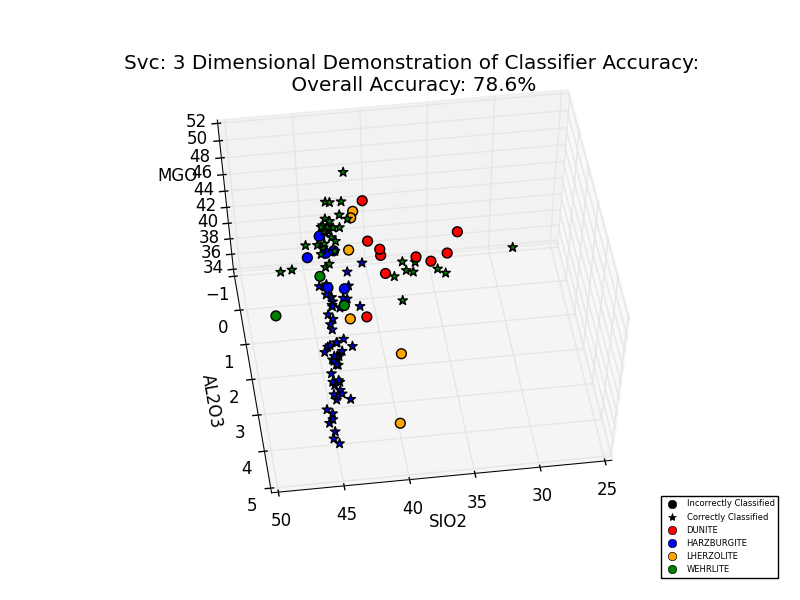 Svc: 3 Dimensional Demonstration of Classifier Accuracy:
Overall Accuracy: 78.6%
52
50
48
46
MGO
44
42
40
38
36
34
−1
0
1
2
AL2O3
3
4
5
50
45
40
35
30
25
SIO2
Incorrectly Classified
Correctly Classified
DUNITE
HARZBURGITE
LHERZOLITE
WEHRLITE